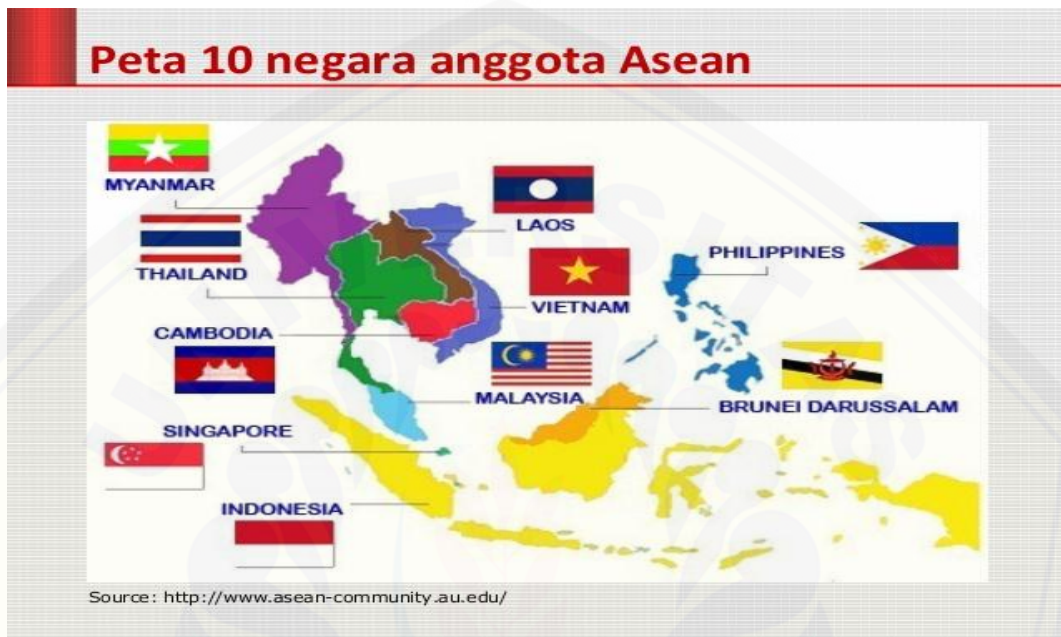 Peta 10 negara anggota Asean
MYANMAR
LAOS
THAILAND
PHILIPPINES
VIETNAM
CAMBODIA
MALAYSIA
BRUNEI DARUSSALAM
SINGAPORE
INDONESIA
Source: http://www.asean-community.au.edu/